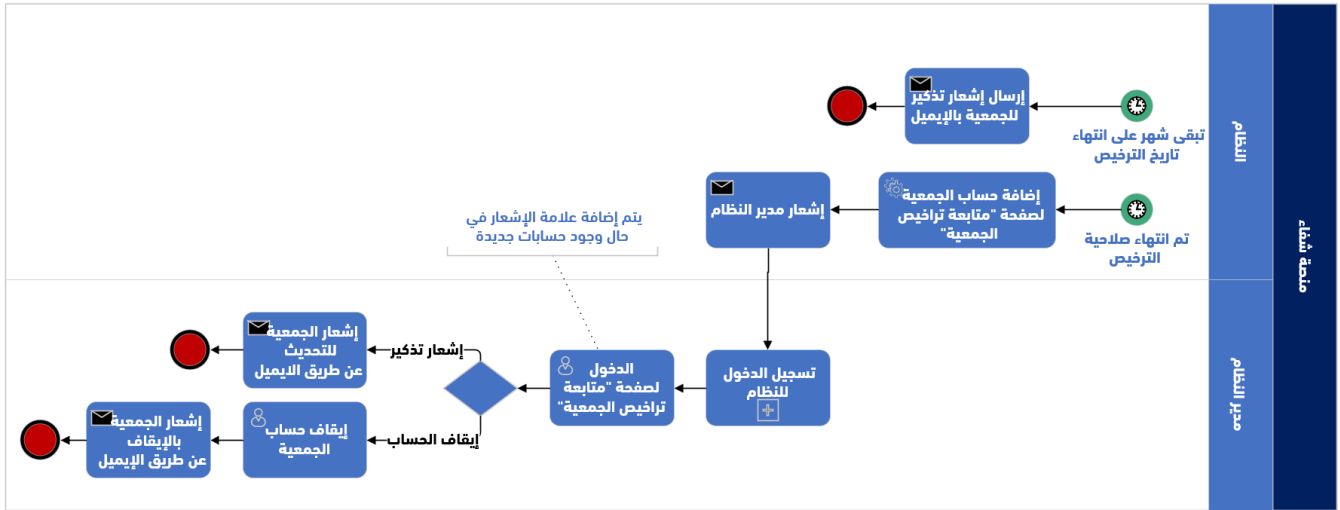 منصة شفاء
النظام
تبقى شهر على انتهاء
تاريخ الترخيص
إرسال إشعار تذكير
للجمعية بالإيميل
تم انتهاء صلاحية
الترخيص
إضافة حساب الجمعية
لصفحة "متابعة تراخيص
الجمعية"
إشعار مدير النظام
يتم إضافة علامة الإشعار في
حال وجود حسابات جديدة
مدير النظام
تسجيل الدخول
للنظام
الدخول
لصفحة "متابعة
تراخيص الجمعية"
إشعار تذكير
إشعار الجمعية
للتحديث
عن طريق الايميل
إيقاف الحساب
إيقاف حساب
الجمعية
إشعار الجمعية
بالإيقاف
عن طريق الإيميل